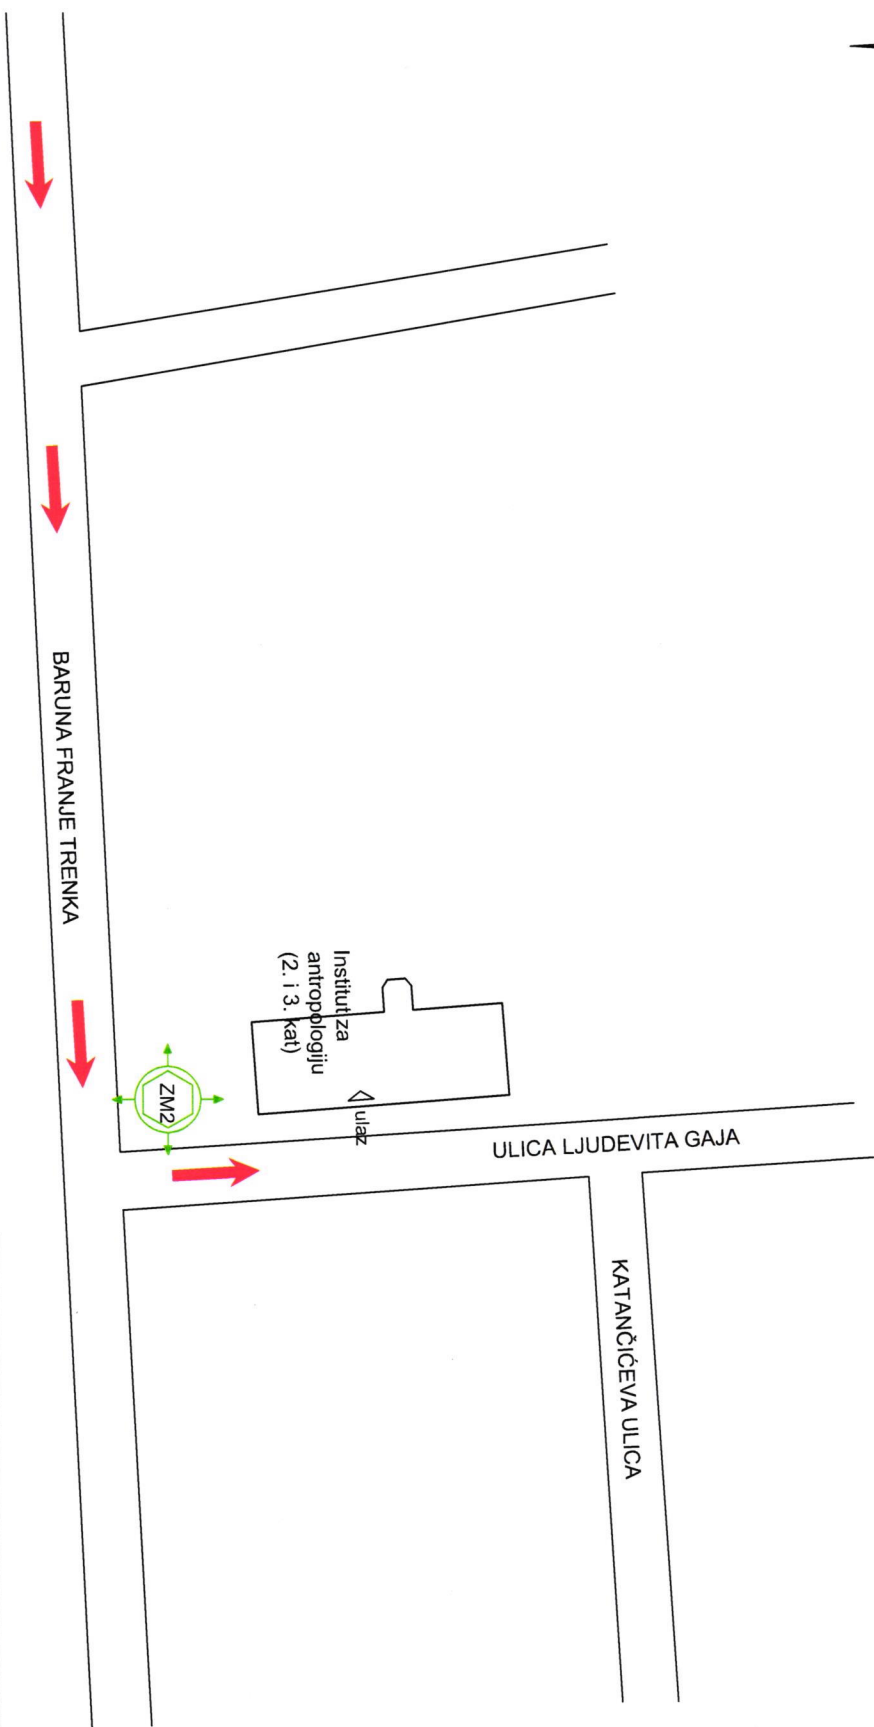 BARUNA FRANJE TRENKA
Institut za
antropologiju
(2. i 3. kat)
ZM2
ulaz
ULICA LJUDEVITA GAJA
KATANČIĆEVA ULICA